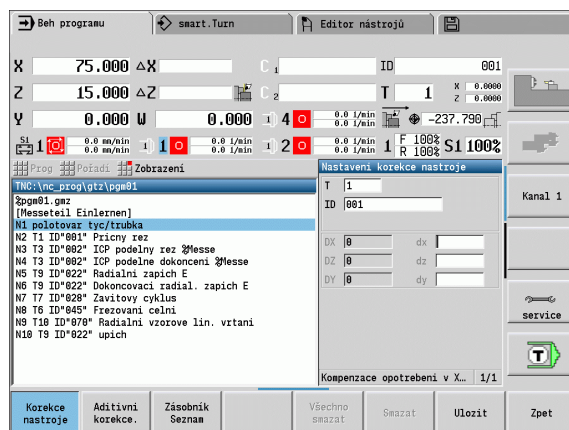 Beh programu smart.Turn Editor nástrojů
X 75.000 ΔX C 1 ID 001
Z 15.000 ΔZ C 2 T 1 X 0.0000 Z 0.0000
Y 0.000 U 0.000 4 0.0 1/min 0.0 1/min -237.790
S1 1 0.0 mm/min 0.0 mm/min 1 0.0 1/min 0.0 1/min 2 0.0 1/min 0.0 1/min 1 F 100% R 100% S1 100%
Prog Pořadi Zobrazeni
Nastaveni korekce nastroje
TNC:\nc_prog\gtz\pgm01
%pgm01.gmz
[Messeteil Einlernen]
N1 polotovar tyc/trubka
N2 T1 ID"001" Pricny rez
N3 T3 ID"002" ICP podelny rez %Messe
N4 T3 ID"002" ICP podelne dokonceni %Messe
N5 T9 ID"022" Radialni zapich E
N6 T9 ID"022" Dokoncovaci radial. zapich E
N7 T7 ID"028" Zavitovy cyklus
N8 T6 ID"045" Frezovani celni
N9 T10 ID"070" Radialni vzorove lin. vrtani
N10 T9 ID"022" upich
T 1
ID 001
DX 0 dx
DZ 0 dz
DY 0 dy
Kompenzace opotrebeni v X… 1/1
Kanal 1
service
T
Korekce nastroje
Aditivni korekce.
Zásobník Seznam
Všechno smazat
Smazat
Ulozit
Zpet